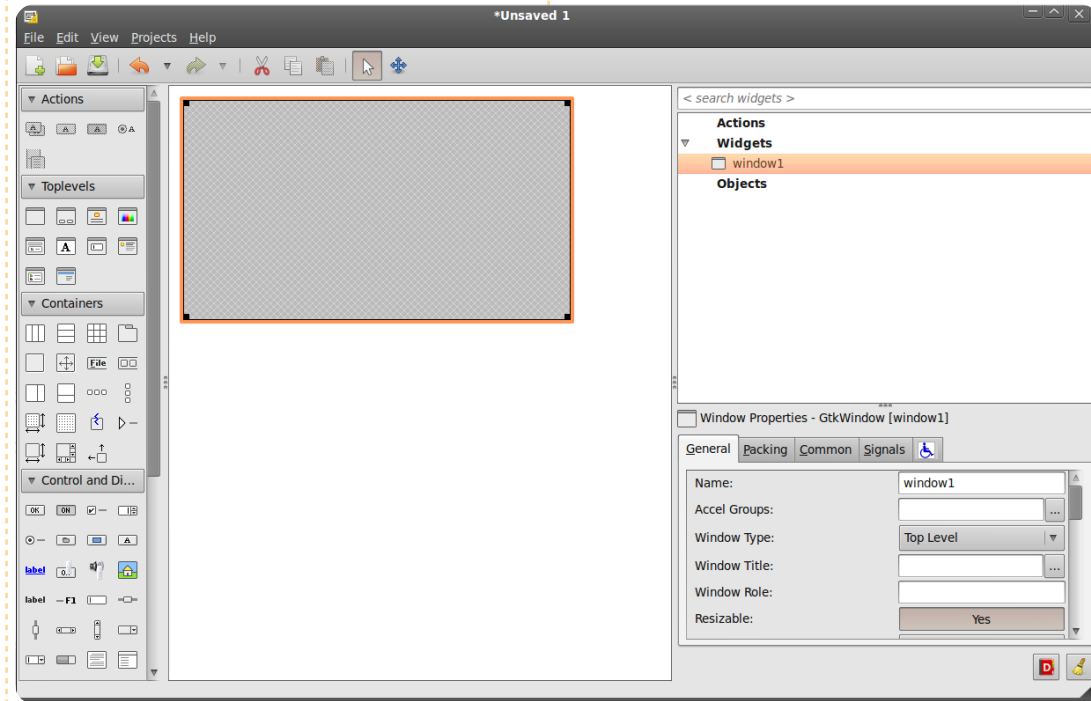 *Unsaved 1
File Edit View Projects Help
Actions
A A A A
Toplevels
A
Containers
File
Control and Di...
OK ON
A
label 0..
label F1
< search widgets >
Actions
Widgets
window1
Objects
Window Properties - GtkWindow [window1]
General Packing Common Signals
Name: window1
Accel Groups: ...
Window Type: Top Level
Window Title: ...
Window Role:
Resizable: Yes
D